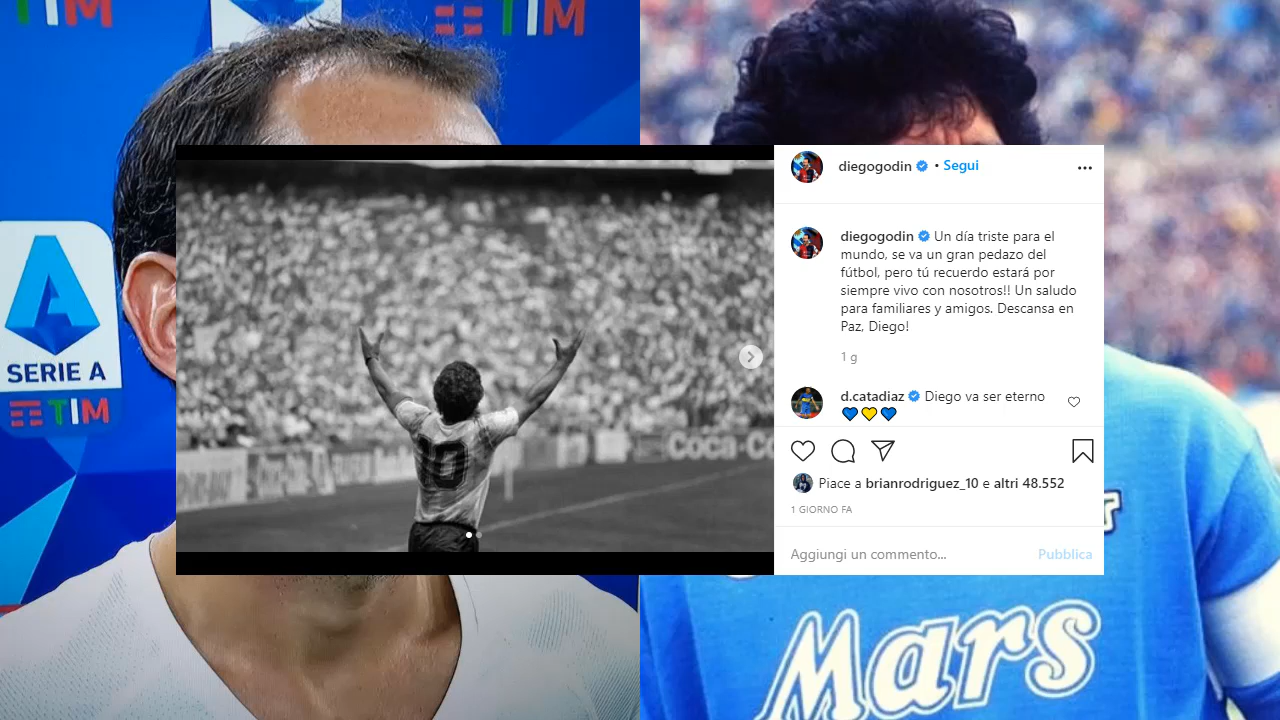 TIM
TIM
SERIE A
TIM
10
Coca-Co
diegogodin • Segui
diegogodin Un día triste para el
mundo, se va un gran pedazo del
fútbol, pero tú recuerdo estará por
siempre vivo con nosotros!! Un saludo
para familiares y amigos. Descansa en
Paz, Diego!
1 g
d.catadiaz Diego va ser eterno
💙💛💙
Piace a brianrodriguez_10 e altri 48.552
1 GIORNO FA
Aggiungi un commento... Pubblica
Mars